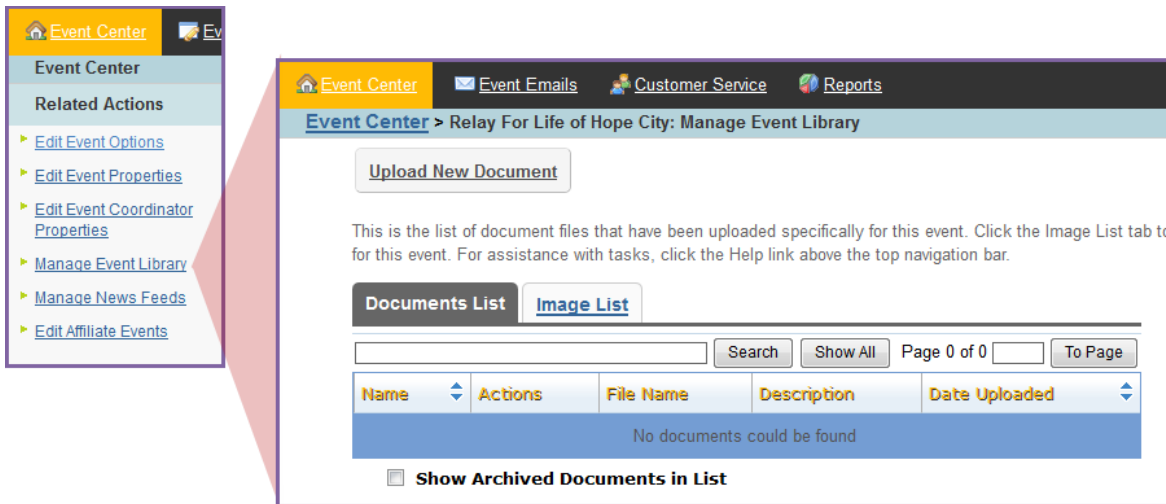 Event Center
Event Center
Related Actions
Edit Event Options
Edit Event Properties
Edit Event Coordinator
Properties
Manage Event Library
Manage News Feeds
Edit Affiliate Events
Event Center Event Emails Customer Service Reports
Event Center > Relay For Life of Hope City: Manage Event Library
Upload New Document
This is the list of document files that have been uploaded specifically for this event. Click the Image List tab to
for this event. For assistance with tasks, click the Help link above the top navigation bar.
Documents List Image List
Search Show All Page 0 of 0 To Page
Name Actions File Name Description Date Uploaded
No documents could be found
Show Archived Documents in List